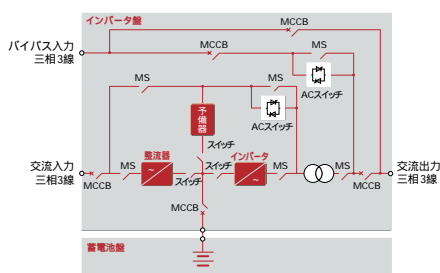 インバータ盤
MCCB
バイパス入力
三相3線
MCCB
MS
ACスイッチ
MS
MS
予備器
ACスイッチ
スイッチ
整流器
スイッチ
インバータ
交流入力
三相3線
MS
~
スイッチ
~
MS
MS
交流出力
三相3線
MCCB
MCCB
MCCB
蓄電池盤